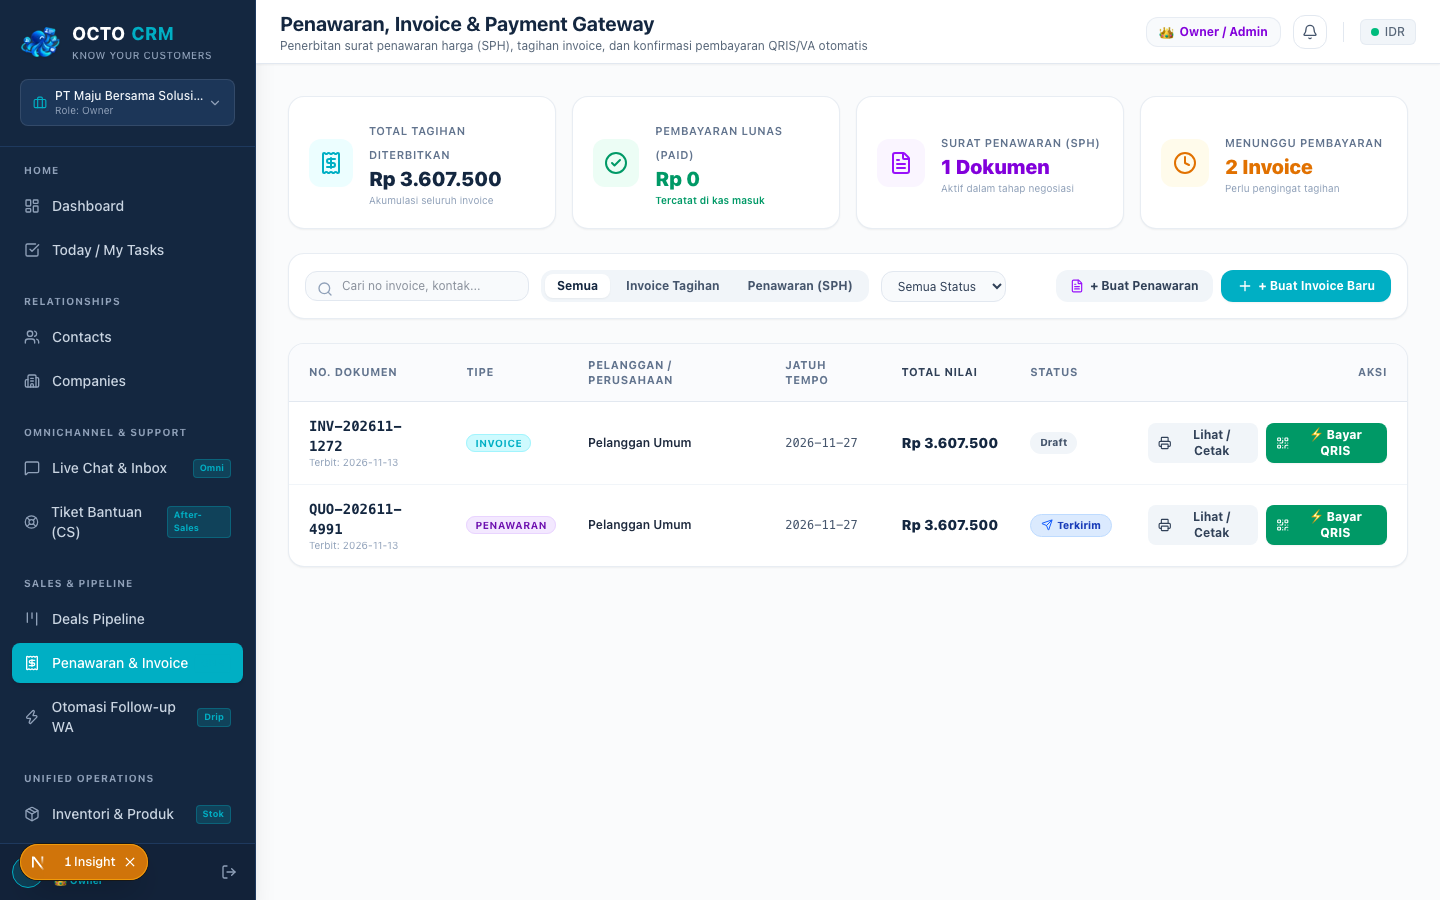 OCTO CRM
KNOW YOUR CUSTOMERS
PT Maju Bersama Solusi...
Role: Owner
HOME
Dashboard
Today / My Tasks
RELATIONSHIPS
Contacts
Companies
OMNICHANNEL & SUPPORT
Live Chat & Inbox
Omni
Tiket Bantuan
(CS)
After-
Sales
SALES & PIPELINE
Deals Pipeline
Penawaran & Invoice
Otomasi Follow-up
WA
Drip
UNIFIED OPERATIONS
Inventori & Produk
Stok
1 Insight
Owner
Penawaran, Invoice & Payment Gateway
Penerbitan surat penawaran harga (SPH), tagihan invoice, dan konfirmasi pembayaran QRIS/VA otomatis
Owner / Admin
IDR
TOTAL TAGIHAN
DITERBITKAN
Rp 3.607.500
Akumulasi seluruh invoice
PEMBAYARAN LUNAS
(PAID)
Rp 0
Tercatat di kas masuk
SURAT PENAWARAN (SPH)
1 Dokumen
Aktif dalam tahap negosiasi
MENUNGGU PEMBAYARAN
2 Invoice
Perlu pengingat tagihan
Cari no invoice, kontak...
Semua
Invoice Tagihan
Penawaran (SPH)
Semua Status
+ Buat Penawaran
+ Buat Invoice Baru
NO. DOKUMEN
TIPE
PELANGGAN /
PERUSAHAAN
JATUH
TEMPO
TOTAL NILAI
STATUS
AKSI
INV-202611-
1272
Terbit: 2026-11-13
INVOICE
Pelanggan Umum
2026-11-27
Rp 3.607.500
Draft
Lihat /
Cetak
⚡ Bayar
QRIS
QUO-202611-
4991
Terbit: 2026-11-13
PENAWARAN
Pelanggan Umum
2026-11-27
Rp 3.607.500
Terkirim
Lihat /
Cetak
⚡ Bayar
QRIS